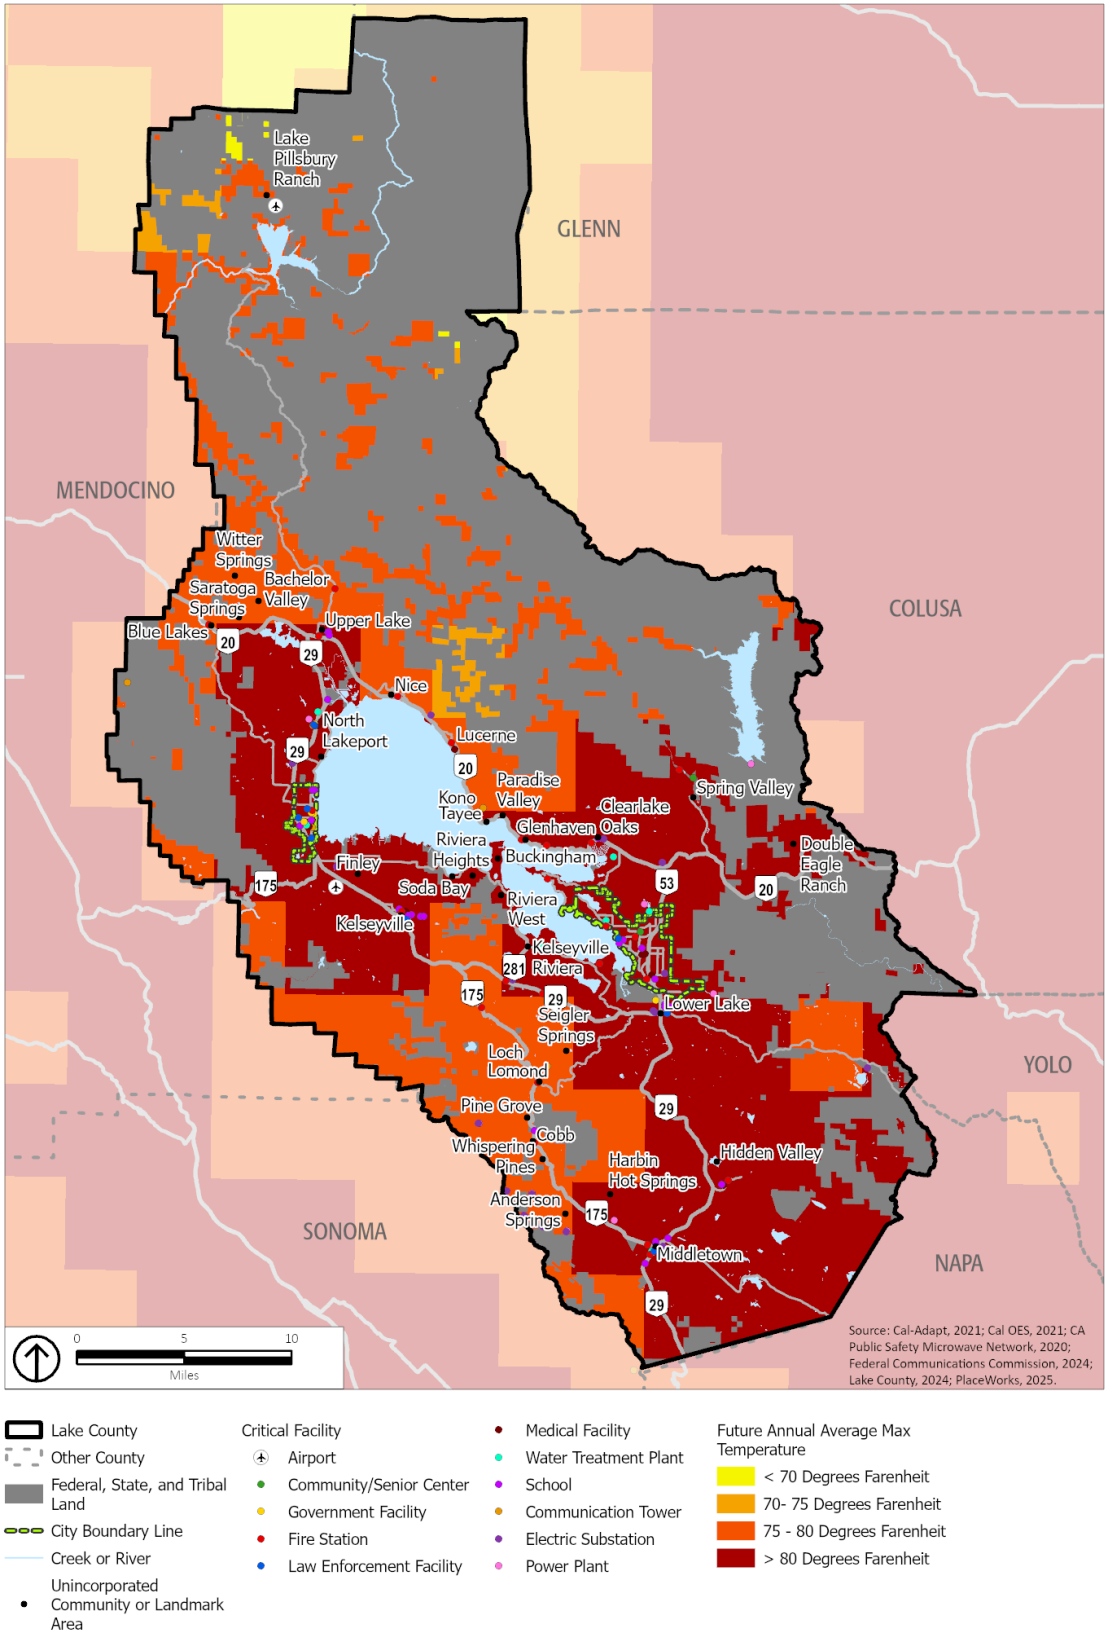 Lake
Pillsbury
Ranch
GLENN
MENDOCINO
Witter
Springs
Saratoga
Springs
Bachelor
Valley
Blue Lakes
20
Upper Lake
29
COLUSA
Nice
North
Lakeport
29
Lucerne
20
Paradise
Valley
Kono
Tayee
Spring Valley
Clearlake
Oaks
Glenhaven
Riviera
Heights
Buckingham
Double
Eagle
Ranch
Finley
Soda Bay
175
53
20
Riviera
West
Kelseyville
Kelseyville
Riviera
281
175
29
Lower Lake
Seigler
Springs
Loch
Lomond
YOLO
Pine Grove
29
Cobb
Whispering
Pines
Hidden Valley
Harbin
Hot Springs
Anderson
Springs
175
SONOMA
Middletown
NAPA
29
0 5 10
Miles
Source: Cal-Adapt, 2021; Cal OES, 2021; CA
Public Safety Microwave Network, 2020;
Federal Communications Commission, 2024;
Lake County, 2024; PlaceWorks, 2025.
Lake County
Other County
Federal, State, and Tribal
Land
City Boundary Line
Creek or River
Unincorporated
Community or Landmark
Area
Critical Facility
Airport
Community/Senior Center
Government Facility
Fire Station
Law Enforcement Facility
Medical Facility
Water Treatment Plant
School
Communication Tower
Electric Substation
Power Plant
Future Annual Average Max
Temperature
< 70 Degrees Farenheit
70- 75 Degrees Farenheit
75 - 80 Degrees Farenheit
> 80 Degrees Farenheit